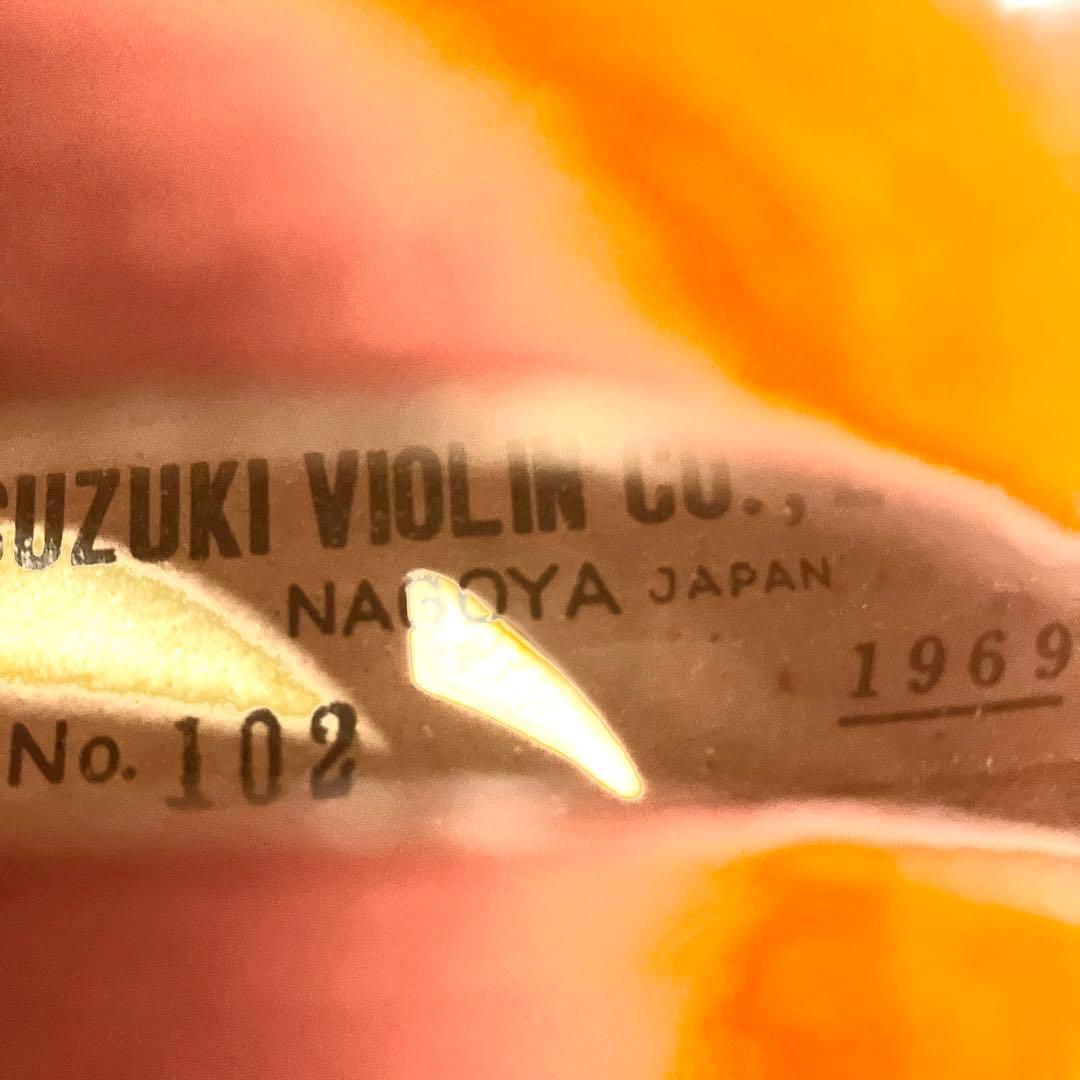 SUZUKI VIOLIN CO.,
NAGOYA JAPAN
1969
No. 102